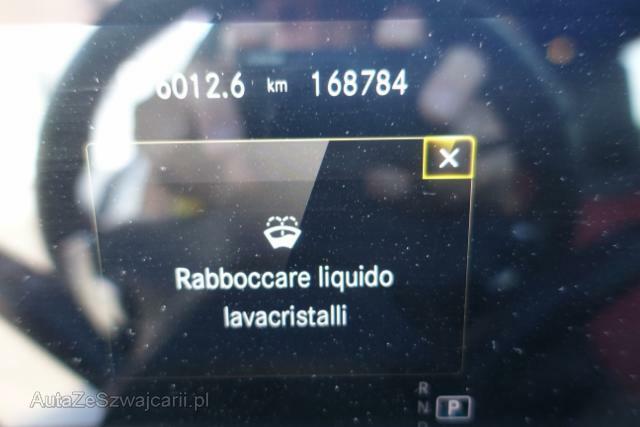 6012.6 km 168784
Rabboccare liquido
lavacristalli
R
N
P
AutaZeSzwajcarii.pl